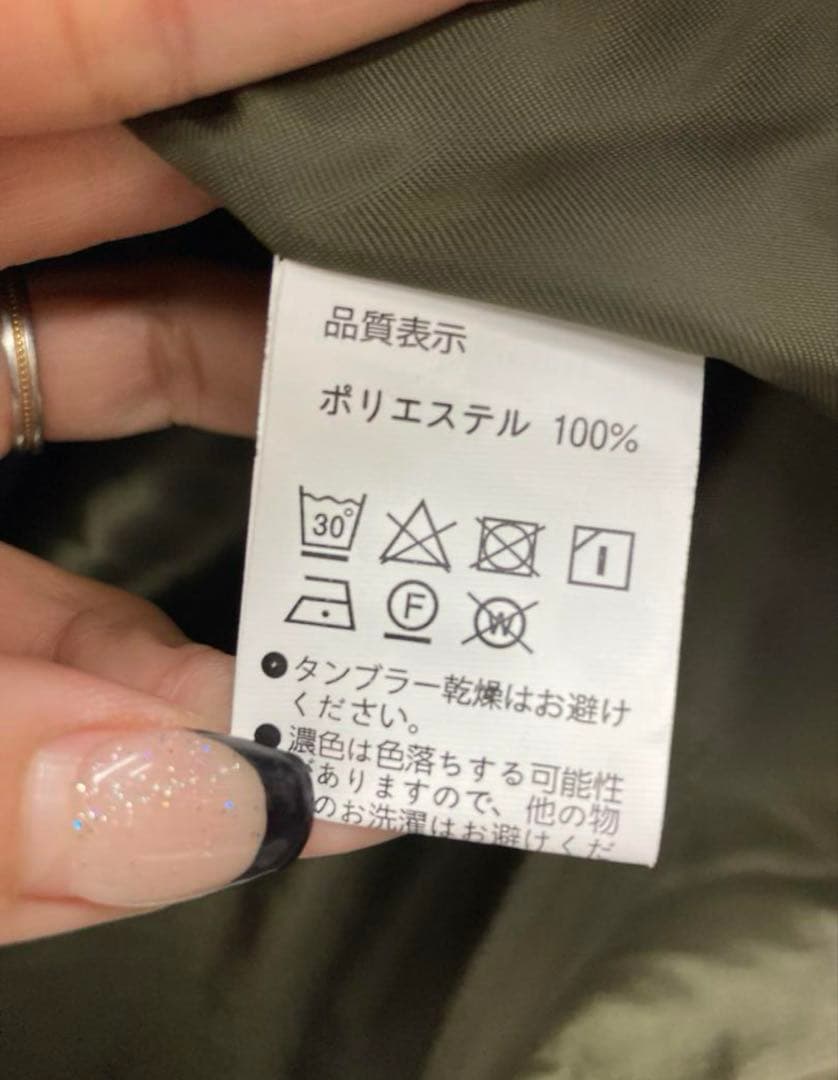 品質表示
ポリエステル 100%
30°
F W
●タンブラー乾燥はお避け
ください。
●濃色は色落ちする可能性
がありますので、他の物
のお洗濯はお避けくだ